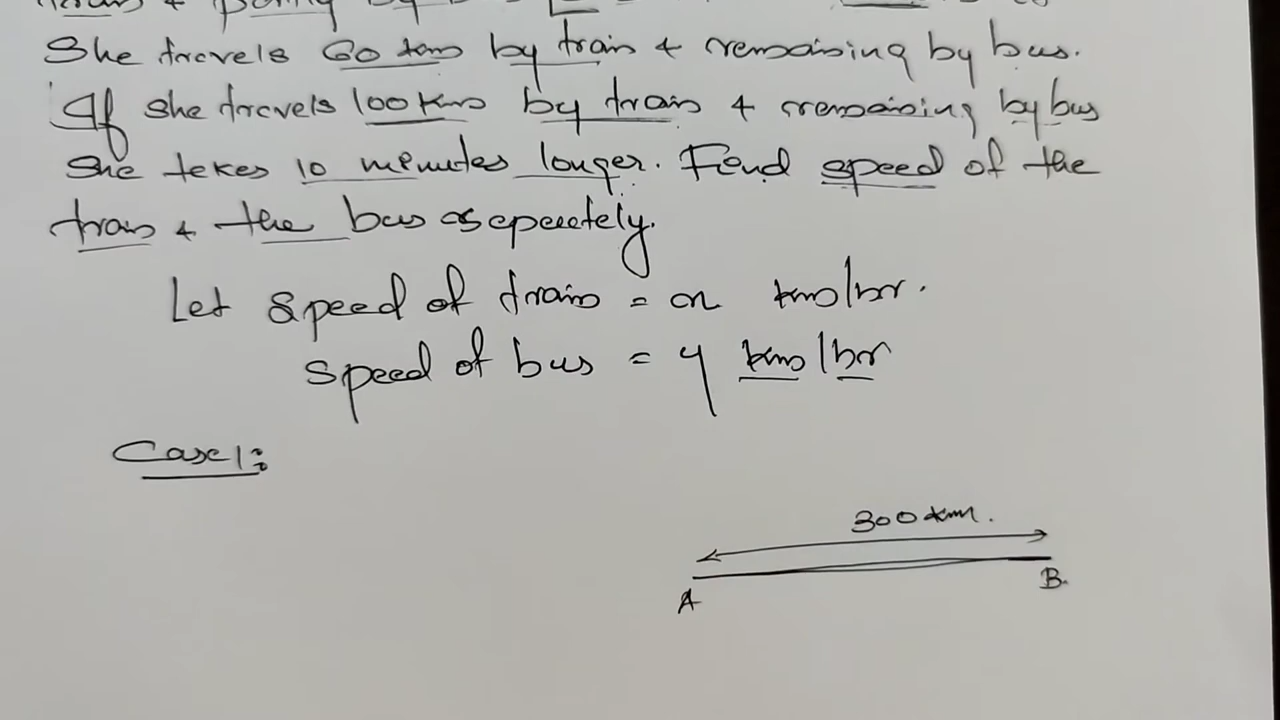 She travels 60 km by train & remaining by bus.
If she travels 100 km by train & remaining by bus
She takes 10 minutes longer. Find speed of the
train & the bus seperately.
Let speed of train = x km/hr.
speed of bus = y km/hr
Case 1:
300 km.
A
B.